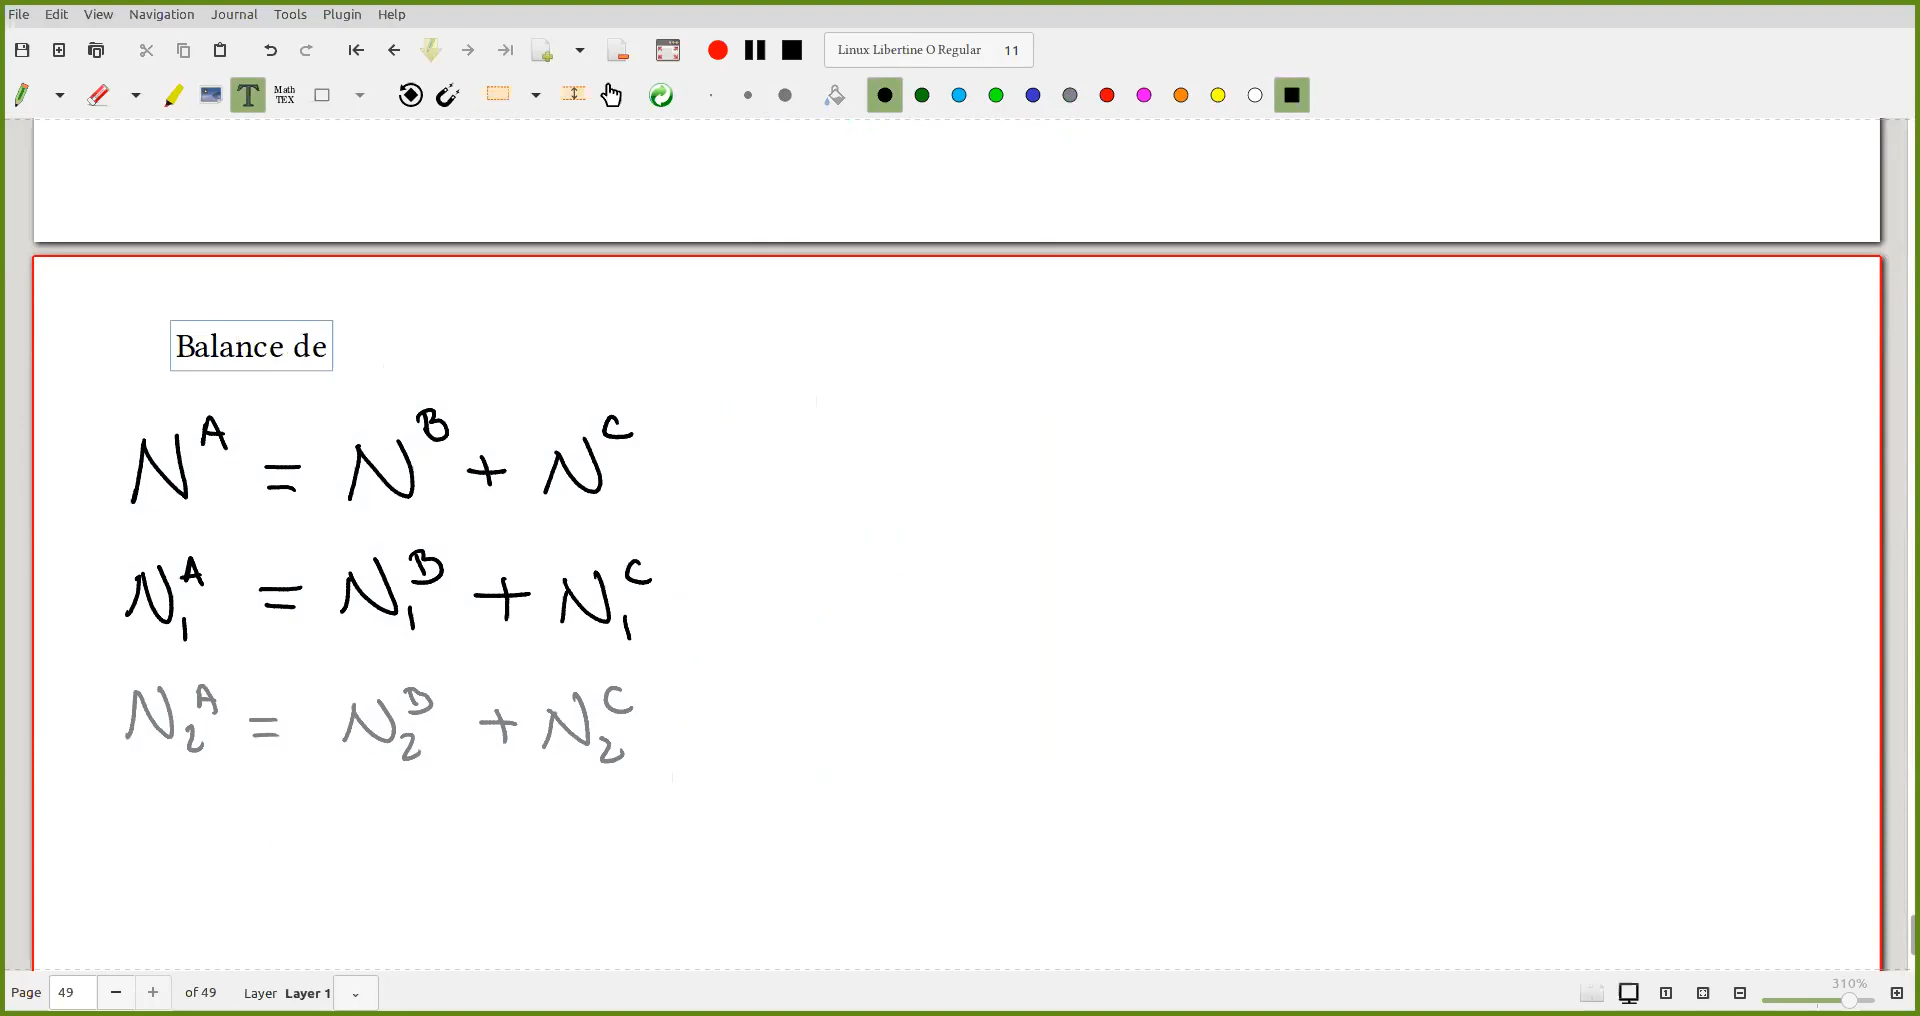 File Edit View Navigation Journal Tools Plugin Help
Linux Libertine O Regular 11
T Math TEX
Balance de
N^A = N^B + N^C
N_1^A = N_1^B + N_1^C
N_2^A = N_2^B + N_2^C
310%
Page 49 − + of 49 Layer Layer 1